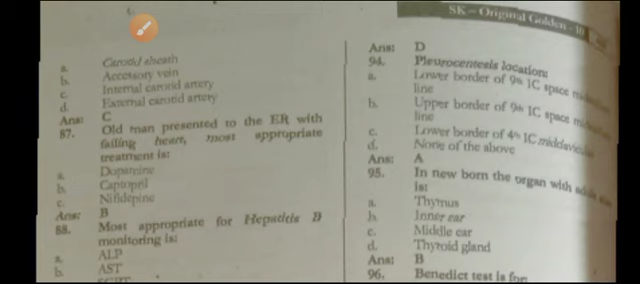 SK-Original Golden - 10
a. Carotid sheath
b. Accessory vein
c. Internal carotid artery
d. External carotid artery
Ans: C
87. Old man presented to the ER with
failing heart, most appropriate
treatment is:
a. Dopamine
b. Captopril
c. Nifidepine
Ans: B
88. Most appropriate for Hepatitis B
monitoring is:
a. ALP
b. AST
Ans: D
94. Pleurocentesis location:
a. Lower border of 9th IC space
line
b. Upper border of 9th IC space
line
c. Lower border of 4th IC
d. None of the above
Ans: A
95. In new born the organ with
is:
a. Thymus
b. Inner ear
c. Middle ear
d. Thyroid gland
Ans: B
96. Benedict test is for: